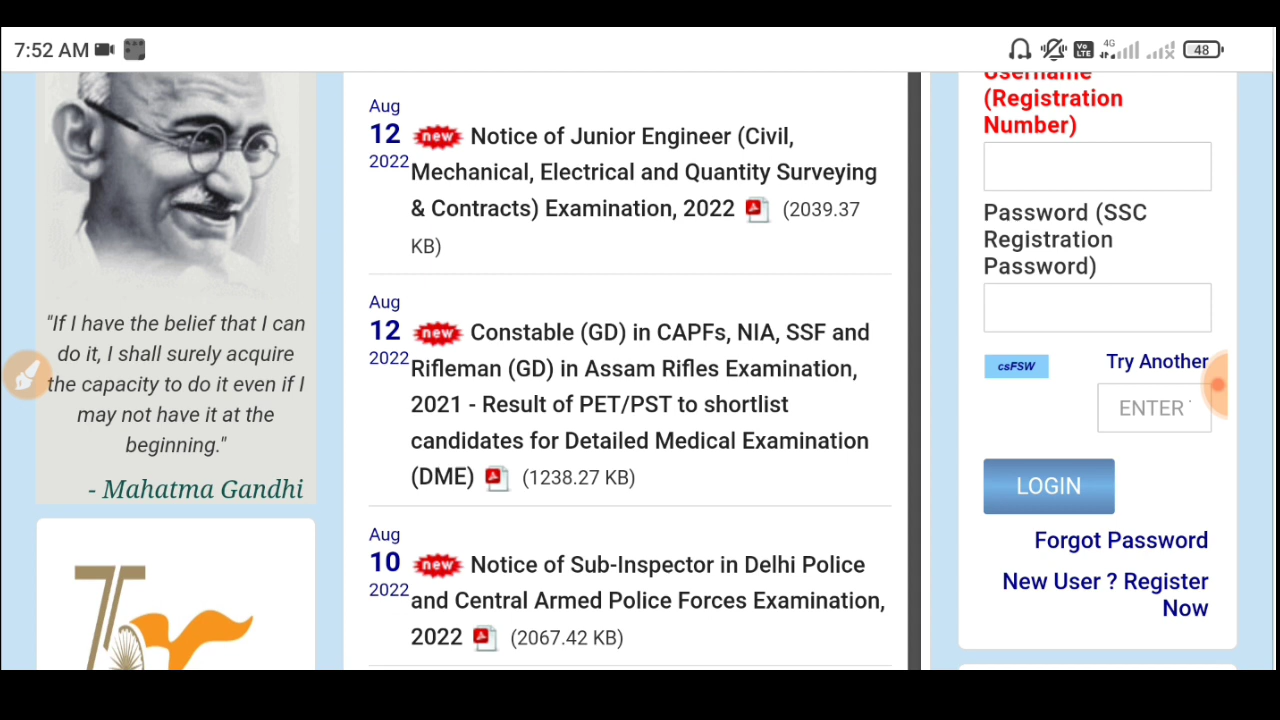 7:52 AM
4G
Vo
LTE
48
"If I have the belief that I can
do it, I shall surely acquire
the capacity to do it even if I
may not have it at the
beginning."
- Mahatma Gandhi
75
Aug
12
2022
new Notice of Junior Engineer (Civil,
Mechanical, Electrical and Quantity Surveying
& Contracts) Examination, 2022 (2039.37
KB)
Aug
12
2022
new Constable (GD) in CAPFs, NIA, SSF and
Rifleman (GD) in Assam Rifles Examination,
2021 - Result of PET/PST to shortlist
candidates for Detailed Medical Examination
(DME) (1238.27 KB)
Aug
10
2022
new Notice of Sub-Inspector in Delhi Police
and Central Armed Police Forces Examination,
2022 (2067.42 KB)
Username
(Registration
Number)
Password (SSC
Registration
Password)
csFSW
Try Another
ENTER
LOGIN
Forgot Password
New User ? Register
Now